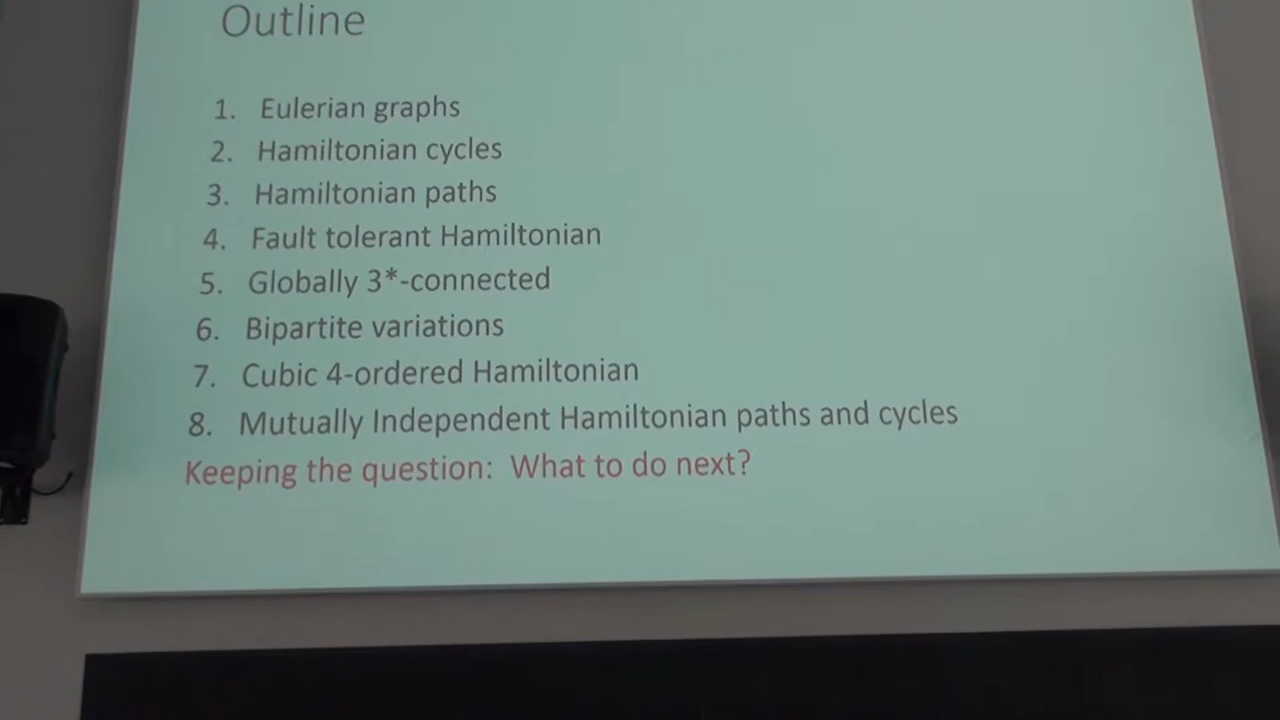 Outline
1. Eulerian graphs
2. Hamiltonian cycles
3. Hamiltonian paths
4. Fault tolerant Hamiltonian
5. Globally 3*-connected
6. Bipartite variations
7. Cubic 4-ordered Hamiltonian
8. Mutually Independent Hamiltonian paths and cycles
Keeping the question: What to do next?